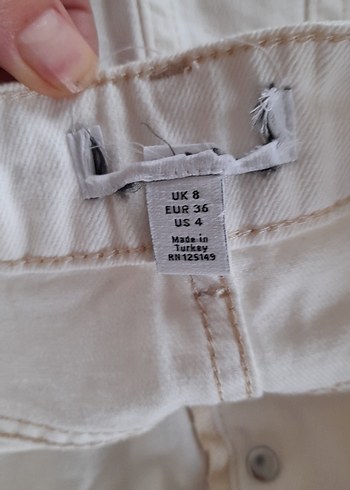 UK 8
EUR 36
US 4
Made in
Turkey
RN 125149